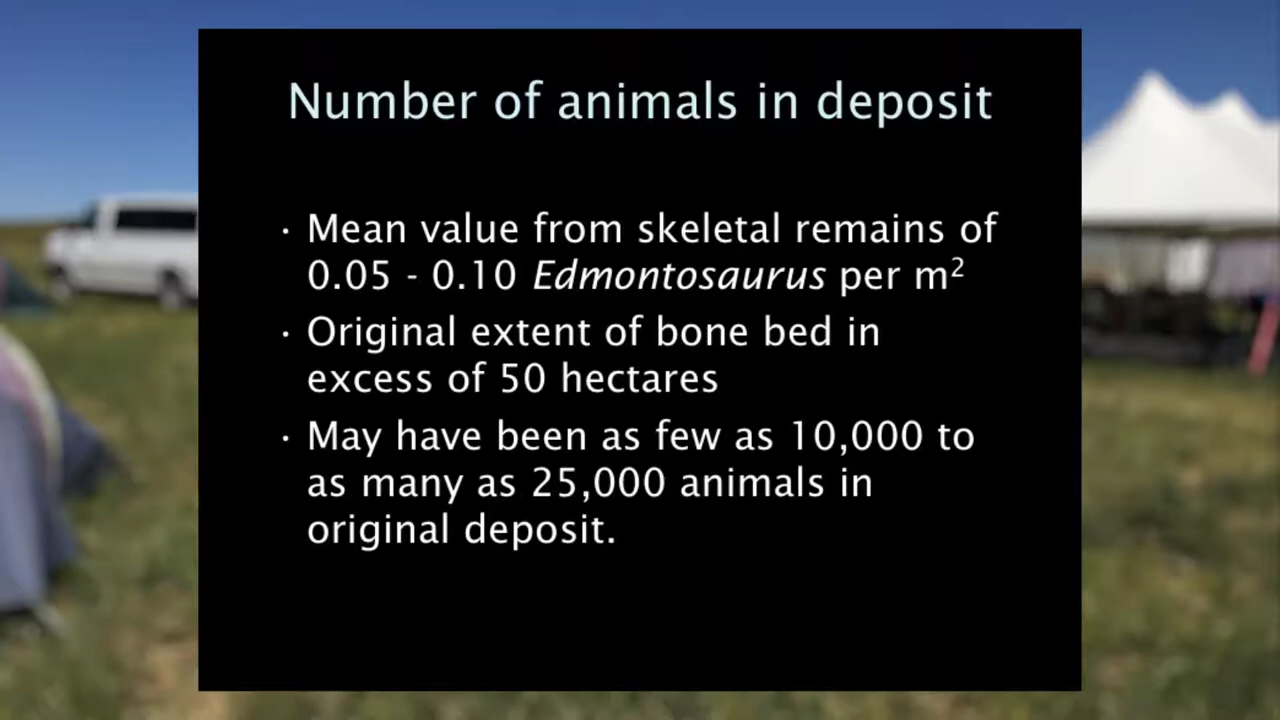 Number of animals in deposit
· Mean value from skeletal remains of
0.05 - 0.10 Edmontosaurus per m²
· Original extent of bone bed in
excess of 50 hectares
· May have been as few as 10,000 to
as many as 25,000 animals in
original deposit.